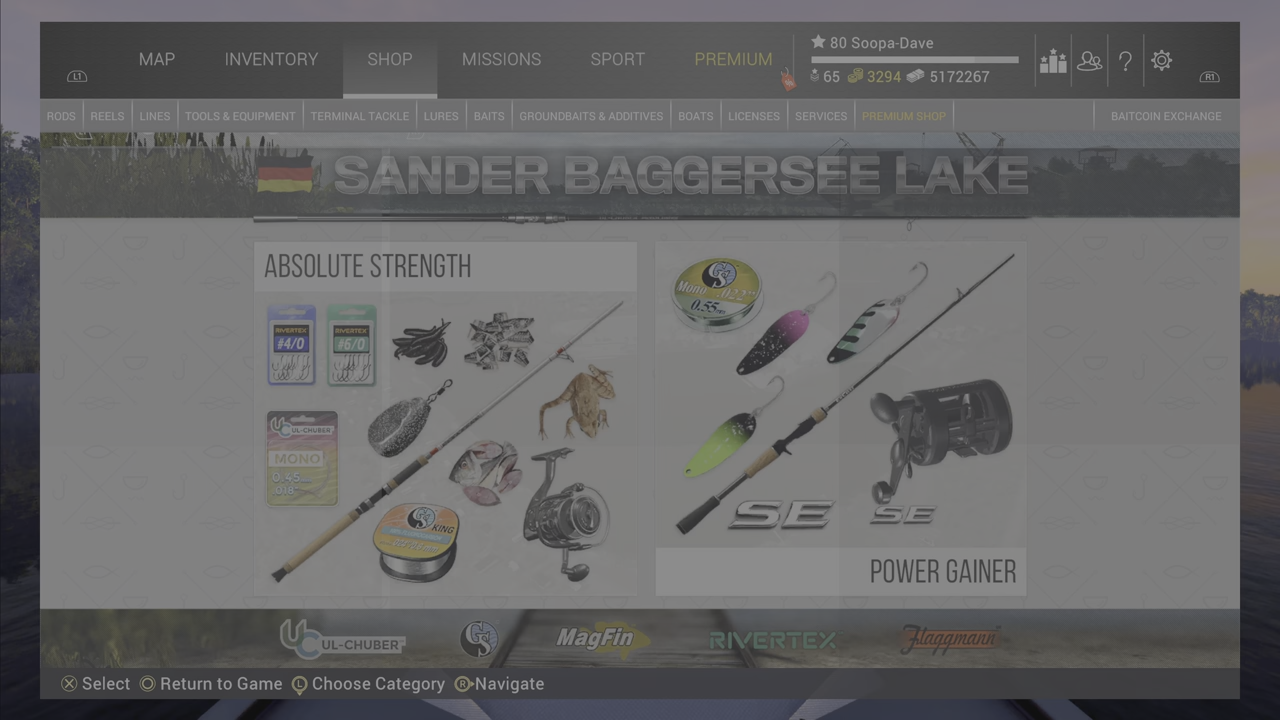 MAP INVENTORY SHOP MISSIONS SPORT PREMIUM
80 Soopa-Dave
65 3294 5172267
L1
?
R1
RODS REELS LINES TOOLS & EQUIPMENT TERMINAL TACKLE LURES BAITS GROUNDBAITS & ADDITIVES BOATS LICENSES SERVICES PREMIUM SHOP BAITCOIN EXCHANGE
SANDER BAGGERSEE LAKE
ABSOLUTE STRENGTH
RIVERTEX
#4/0
RIVERTEX
#6/0
UL-CHUBER
MONO
0.45
.018"
KING
Mono
0.55
SE
SE
POWER GAINER
UL-CHUBER MagFin RIVERTEX Flaggmann
Select Return to Game L Choose Category R Navigate